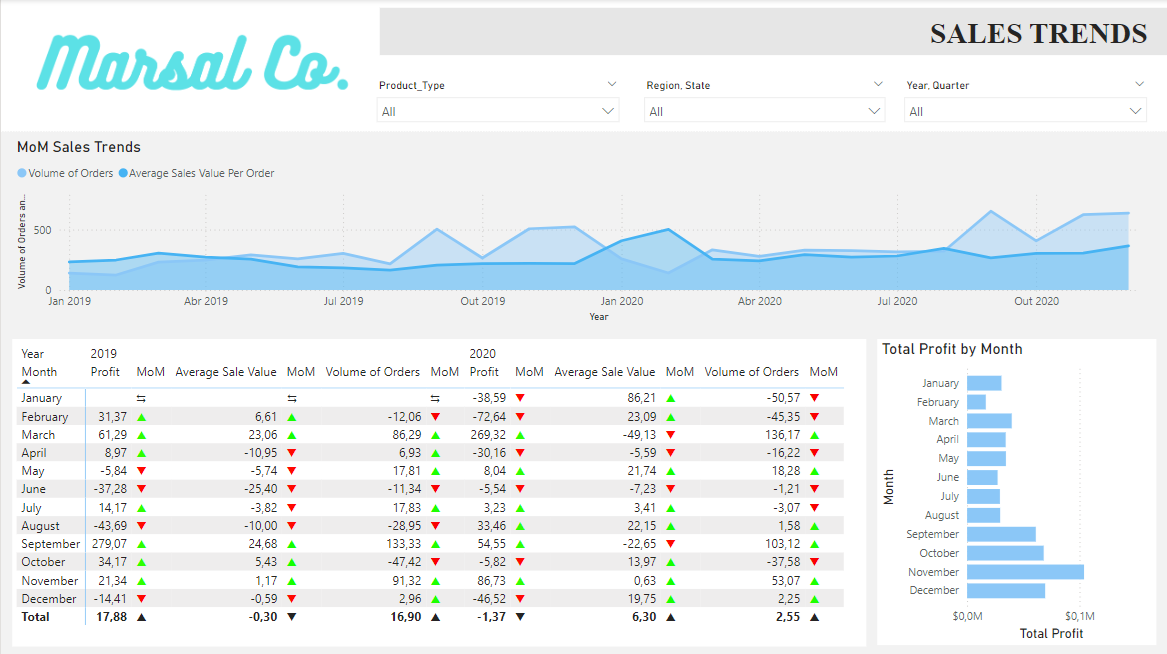 Marsal Co.
SALES TRENDS
Product_Type
All
Region, State
All
Year, Quarter
All
MoM Sales Trends
Volume of Orders Average Sales Value Per Order
Volume of Orders an...
500
0
Jan 2019 Abr 2019 Jul 2019 Oct 2019 Jan 2020 Abr 2020 Jul 2020 Oct 2020
Year
Year 2019 2020
Month Profit MoM Average Sale Value MoM Volume of Orders MoM Profit MoM Average Sale Value MoM Volume of Orders MoM
January -38,59 86,21 -50,57
February 31,37 6,61 -12,06 -72,64 23,09 -45,35
March 61,29 23,06 86,29 269,32 -49,13 136,17
April 8,97 -10,95 6,93 -30,16 -5,59 -16,22
May -5,84 -5,74 17,81 8,04 21,74 18,28
June -37,28 -25,40 -11,34 -5,54 -7,23 -1,21
July 14,17 -3,82 17,83 3,23 3,41 -3,07
August -43,69 -10,00 -28,95 33,46 22,15 1,58
September 279,07 24,68 133,33 54,55 -22,65 103,12
October 34,17 5,43 -47,42 -5,82 13,97 -37,58
November 21,34 1,17 91,32 86,73 0,63 53,07
December -14,41 -0,59 2,96 -46,52 19,75 2,25
Total 17,88 -0,30 16,90 -1,37 6,30 2,55
Total Profit by Month
Month
January
February
March
April
May
June
July
August
September
October
November
December
$0,0M $0,1M
Total Profit